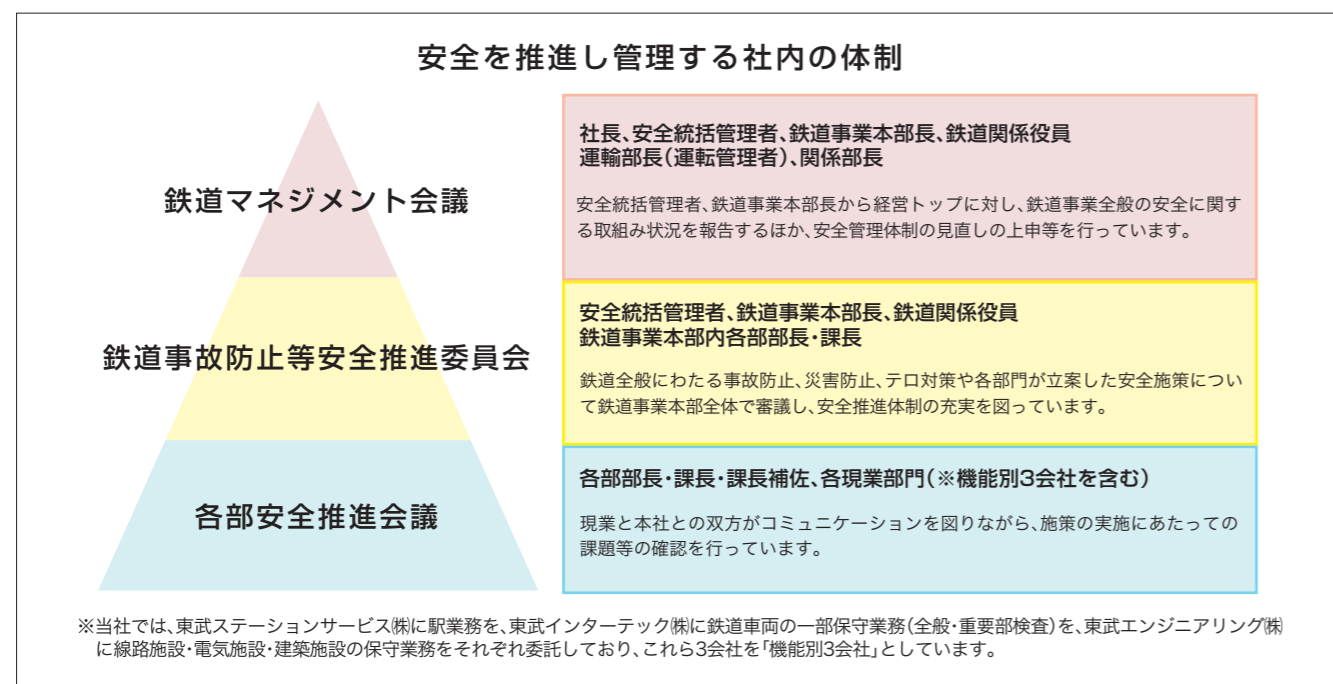 安全を推進し管理する社内の体制
鉄道マネジメント会議
社長、安全統括管理者、鉄道事業本部長、鉄道関係役員
運輸部長(運転管理者)、関係部長
安全統括管理者、鉄道事業本部長から経営トップに対し、鉄道事業全般の安全に関す
る取組み状況を報告するほか、安全管理体制の見直しの上申等を行っています。
鉄道事故防止等安全推進委員会
安全統括管理者、鉄道事業本部長、鉄道関係役員
鉄道事業本部内各部部長・課長
鉄道全般にわたる事故防止、災害防止、テロ対策や各部門が立案した安全施策につい
て鉄道事業本部全体で審議し、安全推進体制の充実を図っています。
各部安全推進会議
各部部長・課長・課長補佐、各現業部門(※機能別3会社を含む)
現業と本社との双方がコミュニケーションを図りながら、施策の実施にあたっての
課題等の確認を行っています。
※当社では、東武ステーションサービス㈱に駅業務を、東武インターテック㈱に鉄道車両の一部保守業務(全般・重要部検査)を、東武エンジニアリング㈱
に線路施設・電気施設・建築施設の保守業務をそれぞれ委託しており、これら3会社を「機能別3会社」としています。